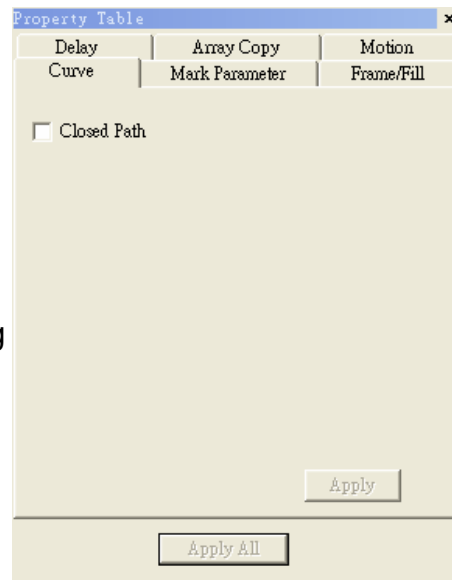 Property Table ×
Delay Array Copy Motion
Curve Mark Parameter Frame/Fill
Closed Path
g
Apply
Apply All